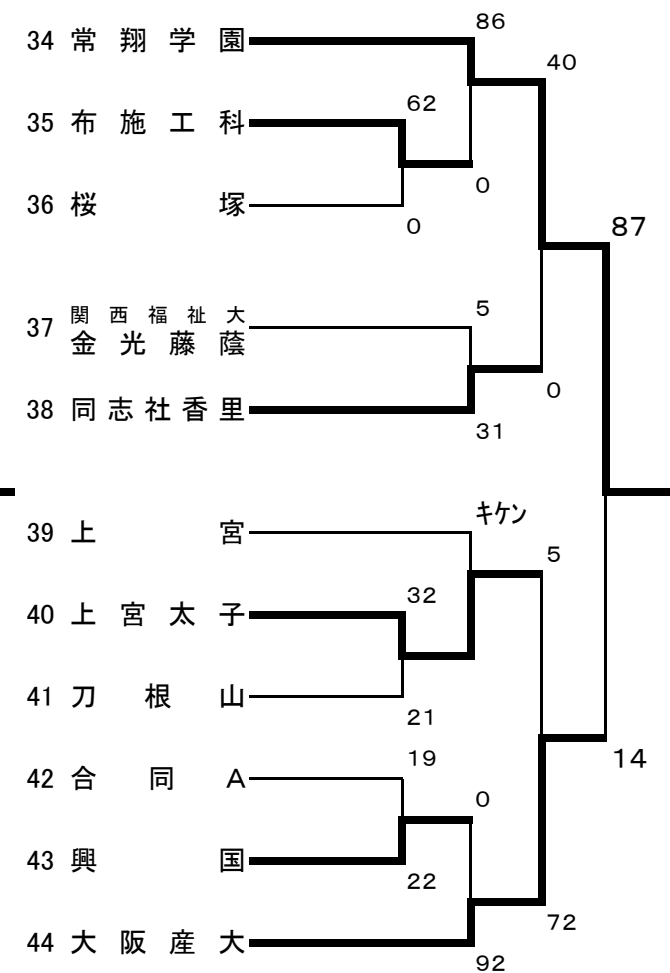 86
34 常翔学園
40
62
35 布施工科
0
36 桜塚
0
87
5
関西福祉大
37 金光藤蔭
0
38 同志社香里
31
キケン
39 上宮
5
32
40 上宮太子
41 刀根山
21
19
14
42 合同A
0
43 興国
22
72
44 大阪産大
92